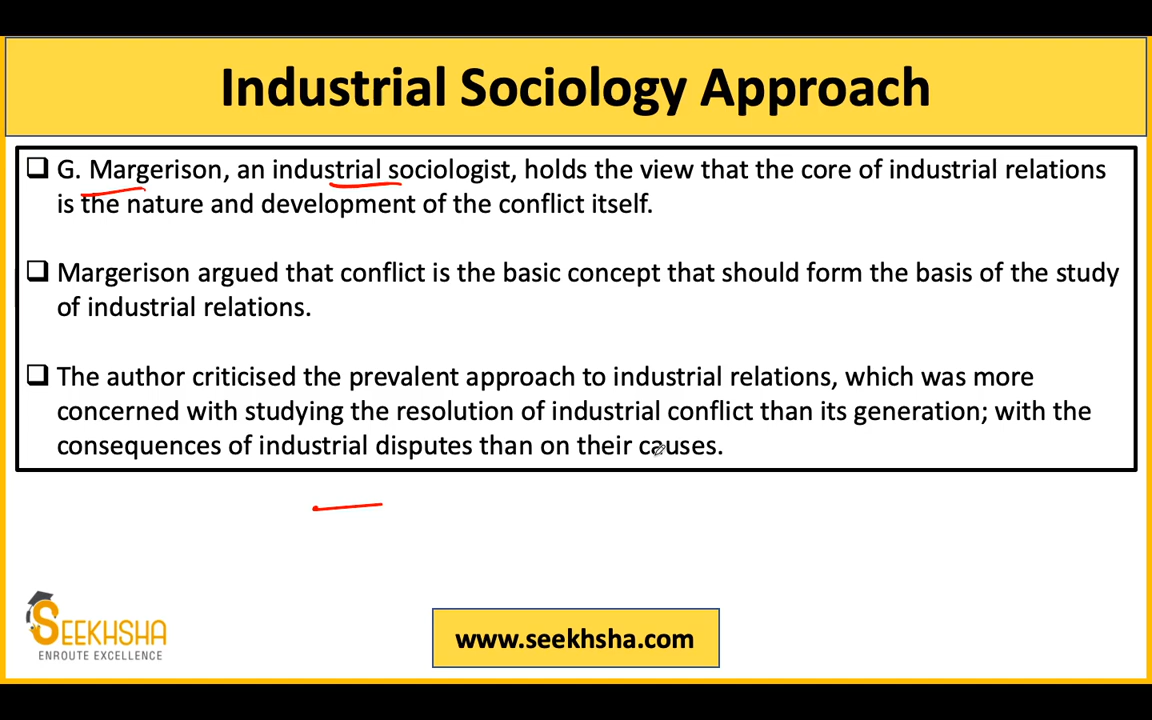 Industrial Sociology Approach
G. Margerison, an industrial sociologist, holds the view that the core of industrial relations
is the nature and development of the conflict itself.
Margerison argued that conflict is the basic concept that should form the basis of the study
of industrial relations.
The author criticised the prevalent approach to industrial relations, which was more
concerned with studying the resolution of industrial conflict than its generation; with the
consequences of industrial disputes than on their causes.
SEEKHSHA
ENROUTE EXCELLENCE
www.seekhsha.com